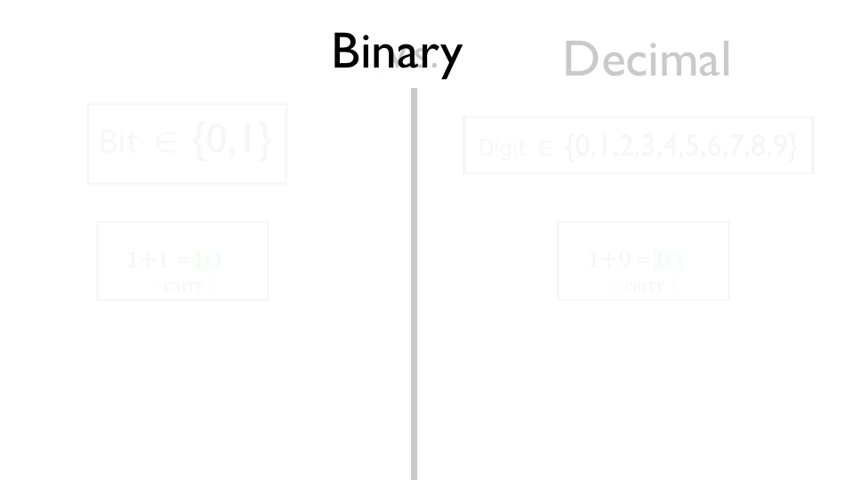 Binary
vs.
Decimal
Bit ∈ {0,1}
Digit ∈ {0,1,2,3,4,5,6,7,8,9}
1+1 =10
carry
1+9 =10
carry